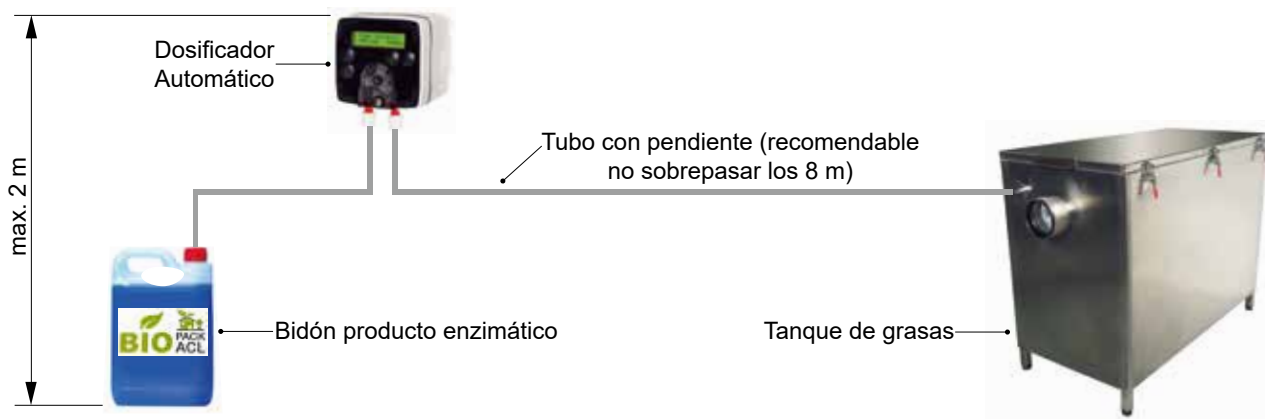 Dosificador
Automático
max. 2 m
Tubo con pendiente (recomendable
no sobrepasar los 8 m)
BIO PACK
ACL
Bidón producto enzimático
Tanque de grasas